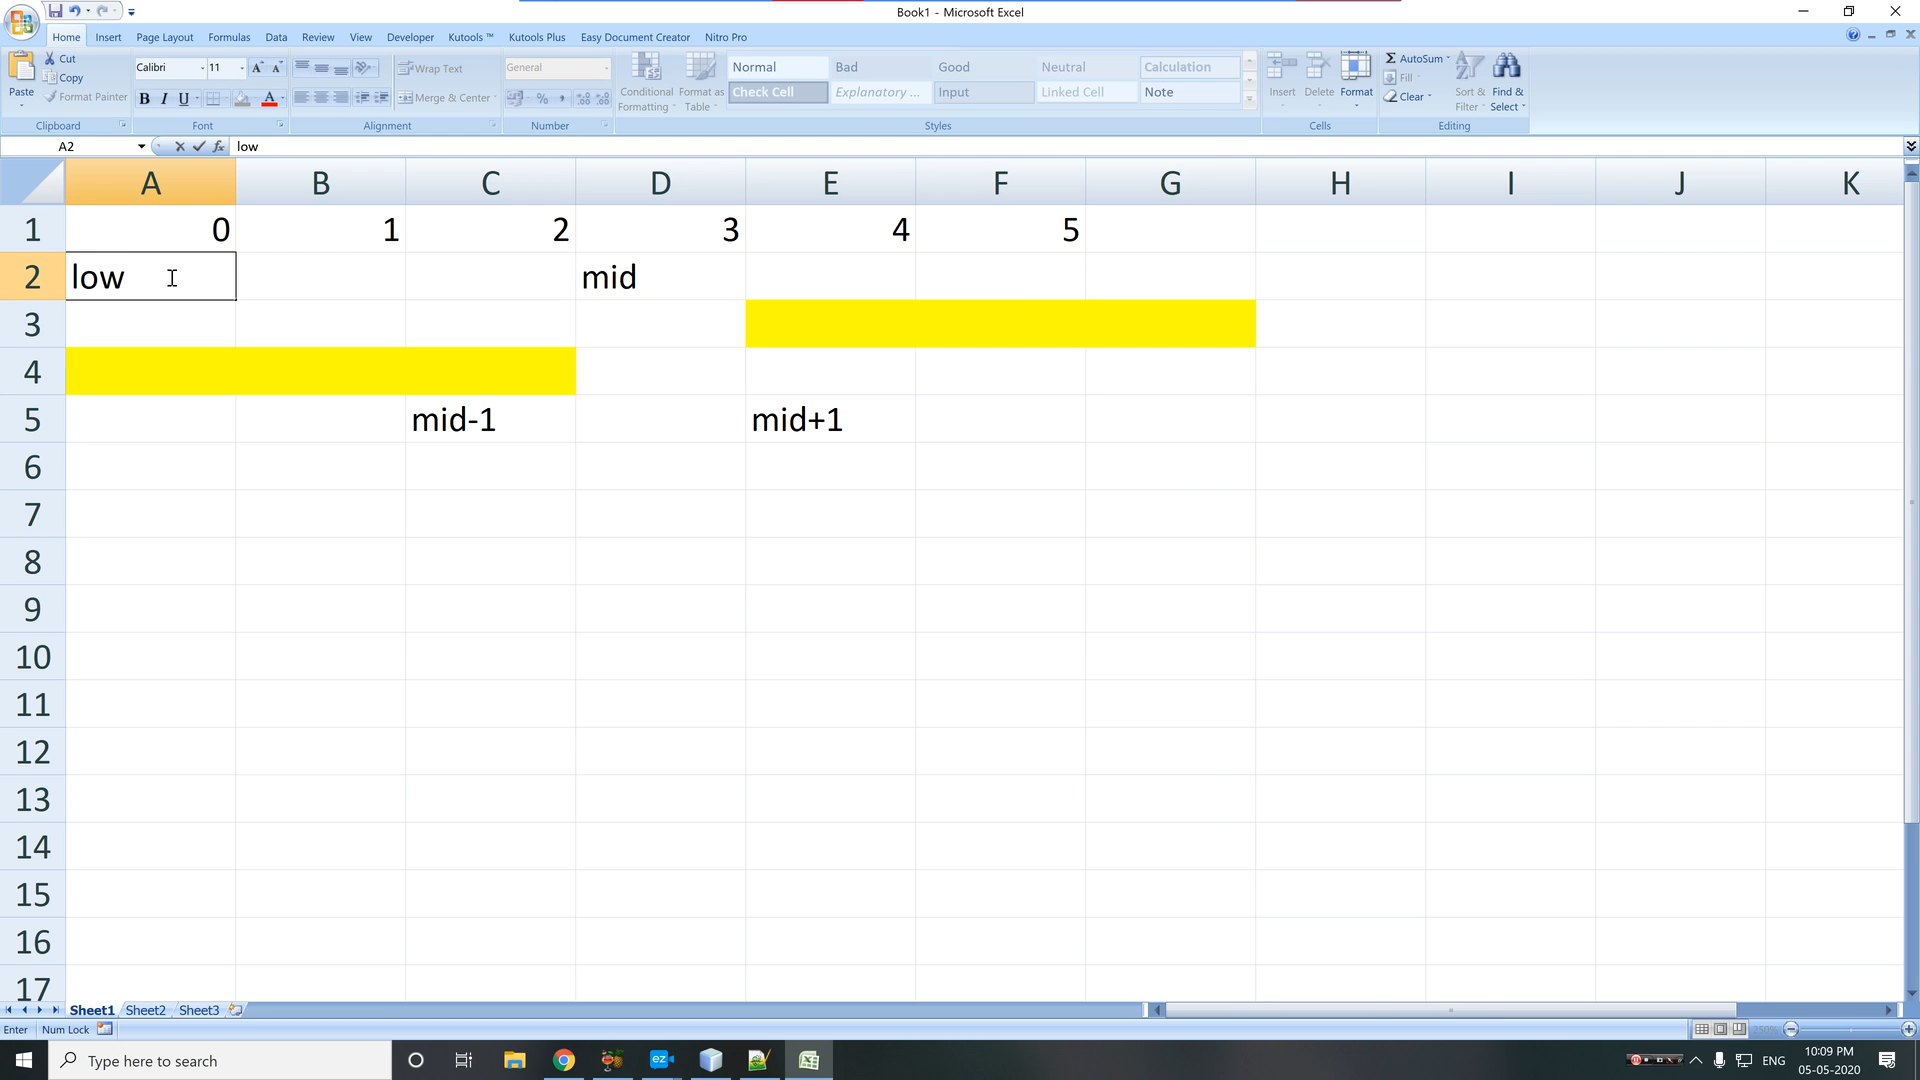 Book1 - Microsoft Excel
Home Insert Page Layout Formulas Data Review View Developer Kutools ™ Kutools Plus Easy Document Creator Nitro Pro
Paste
Cut
Copy
Format Painter
Clipboard
Calibri 11
B I U
Font
Wrap Text
Merge & Center
Alignment
General
%
Number
Conditional Formatting
Format as Table
Normal Bad Good Neutral Calculation
Check Cell Explanatory ... Input Linked Cell Note
Styles
Insert Delete Format
Cells
AutoSum
Fill
Clear
Sort & Filter
Find & Select
Editing
A2 fx low
A B C D E F G H I J K
1 0 1 2 3 4 5
2 low mid
3
4
5 mid-1 mid+1
6
7
8
9
10
11
12
13
14
15
16
17
Sheet1 Sheet2 Sheet3
Enter Num Lock 250%
Type here to search
ez
ENG
10:09 PM
05-05-2020